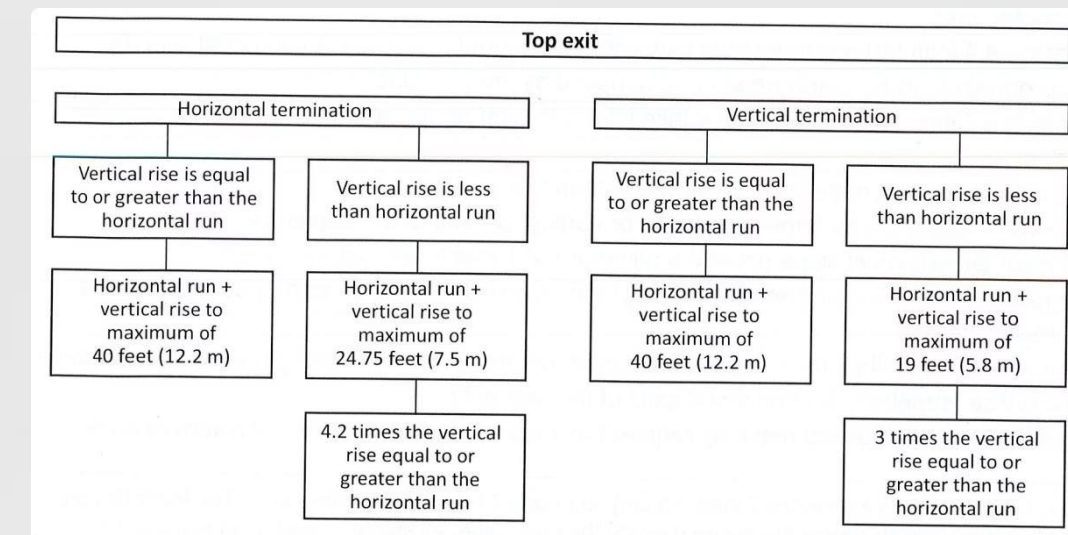 Top exit
Horizontal termination
Vertical termination
Vertical rise is equal
to or greater than the
horizontal run
Vertical rise is less
than horizontal run
Vertical rise is equal
to or greater than the
horizontal run
Vertical rise is less
than horizontal run
Horizontal run +
vertical rise to
maximum of
40 feet (12.2 m)
Horizontal run +
vertical rise to
maximum of
24.75 feet (7.5 m)
Horizontal run +
vertical rise to
maximum of
40 feet (12.2 m)
Horizontal run +
vertical rise to
maximum of
19 feet (5.8 m)
4.2 times the vertical
rise equal to or
greater than the
horizontal run
3 times the vertical
rise equal to or
greater than the
horizontal run